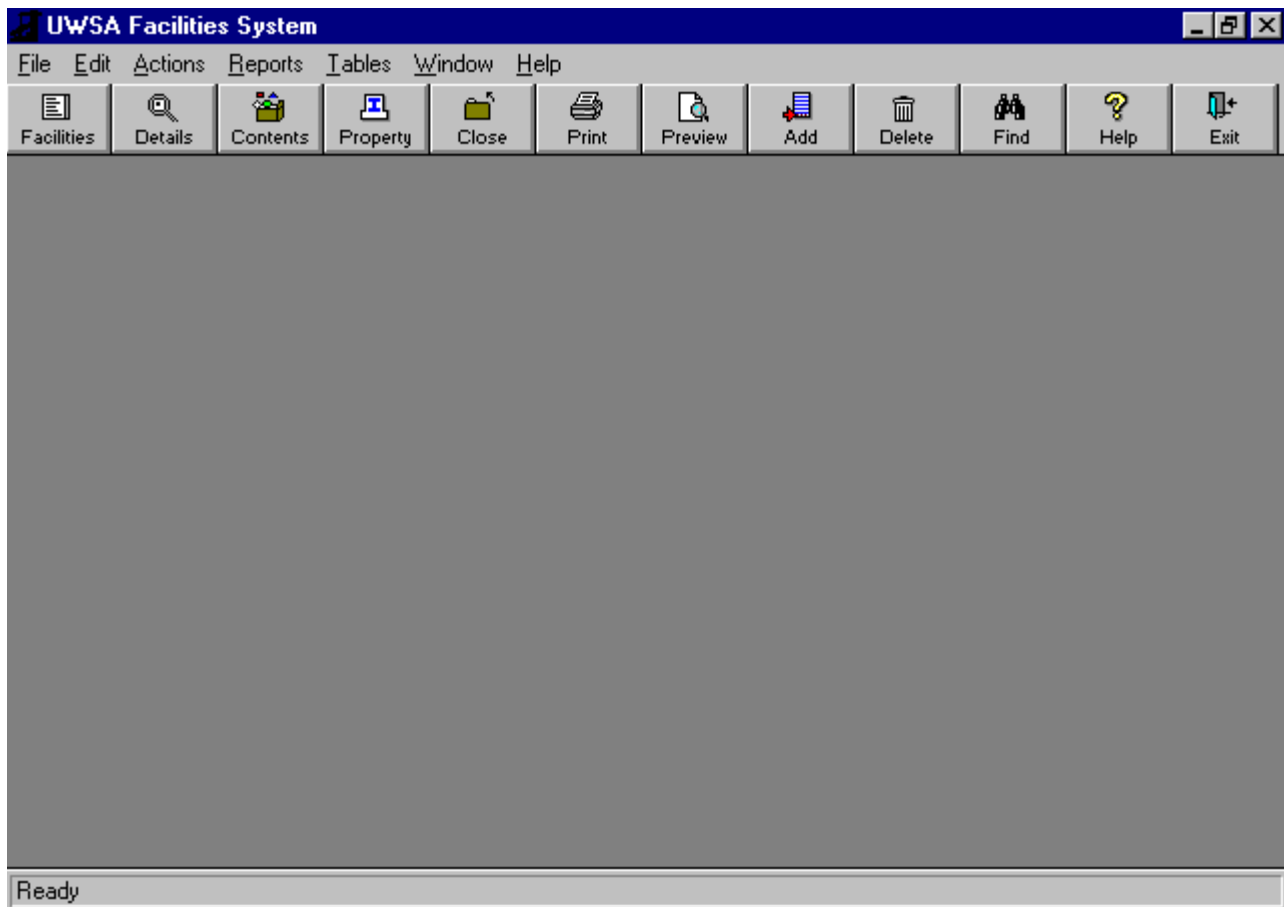 UWSA Facilities System
File Edit Actions Reports Tables Window Help
Facilities Details Contents Property Close Print Preview Add Delete Find Help Exit
Ready